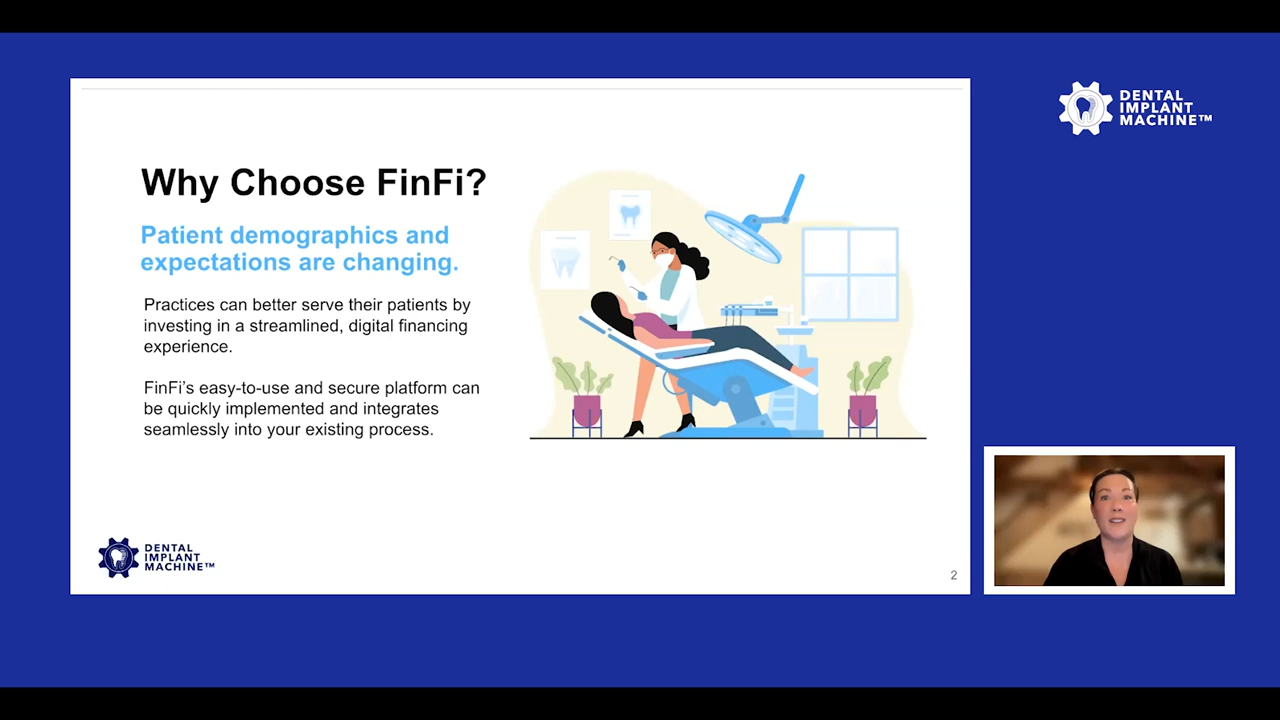 DENTAL
IMPLANT
MACHINE™
Why Choose FinFi?
Patient demographics and
expectations are changing.
Practices can better serve their patients by
investing in a streamlined, digital financing
experience.
FinFi's easy-to-use and secure platform can
be quickly implemented and integrates
seamlessly into your existing process.
DENTAL
IMPLANT
MACHINE™
2